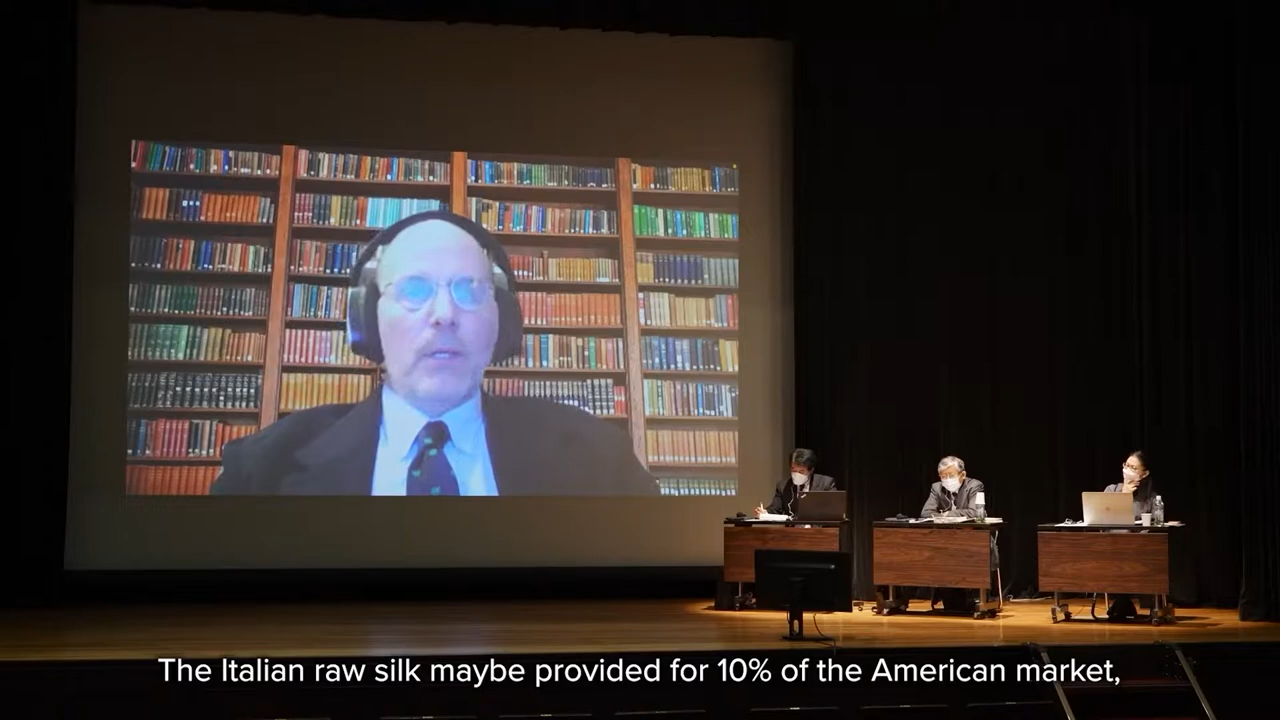 The Italian raw silk maybe provided for 10% of the American market,